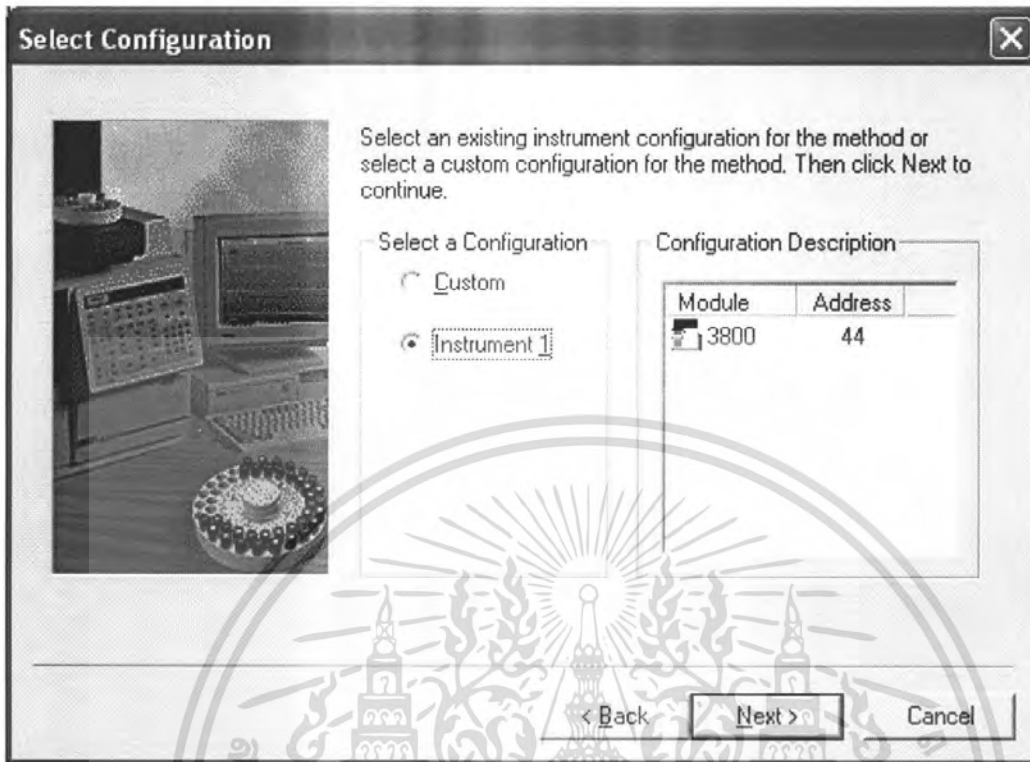 Select Configuration
Select an existing instrument configuration for the method or
select a custom configuration for the method. Then click Next to
continue.
Select a Configuration
Custom
Instrument 1
Configuration Description
Module Address
3800 44
< Back Next > Cancel